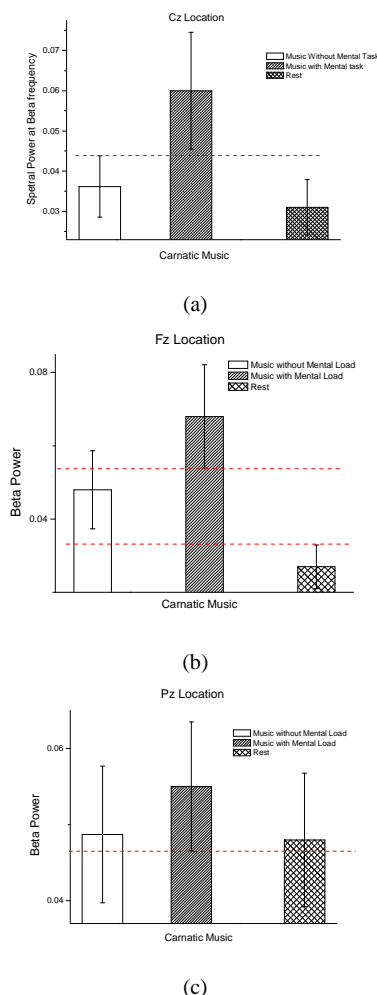 Cz Location
Spetral Power at Beta frequency
0.07
0.06
0.05
0.04
0.03
Music Without Mental Task
Music with Mental task
Rest
Carnatic Music
(a)
Fz Location
Beta Power
0.08
0.04
Music without Mental Load
Music with Mental Load
Rest
Carnatic Music
(b)
Pz Location
Beta Power
0.06
0.04
Music without Mental Load
Music with Mental Load
Rest
Carnatic Music
(c)